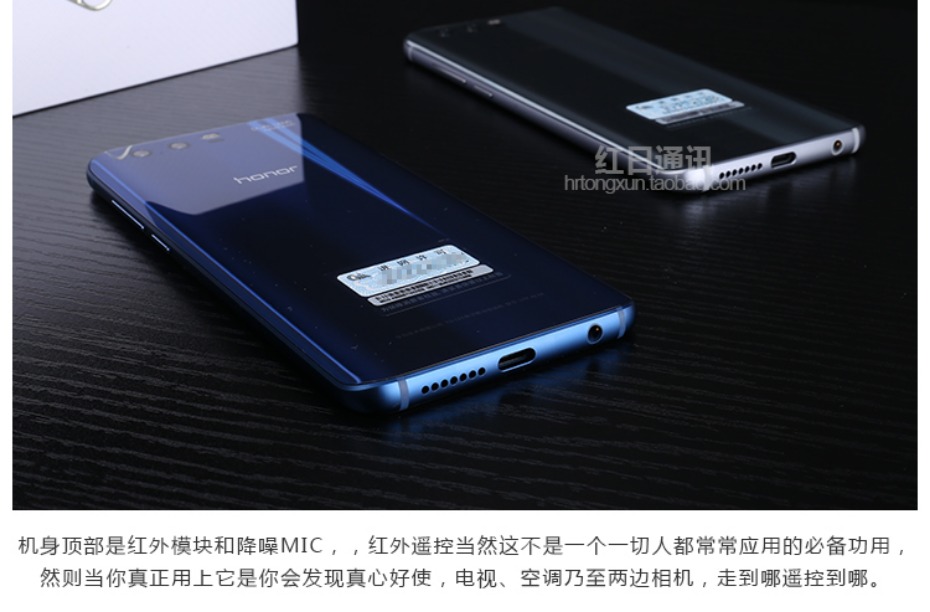 honor
进网许可
红日通讯
hrtongxun.taobao.com
机身顶部是红外模块和降噪MIC，，红外遥控当然这不是一个一切人都常常应用的必备功用，
然则当你真正用上它是你会发现真心好使，电视、空调乃至两边相机，走到哪遥控到哪。